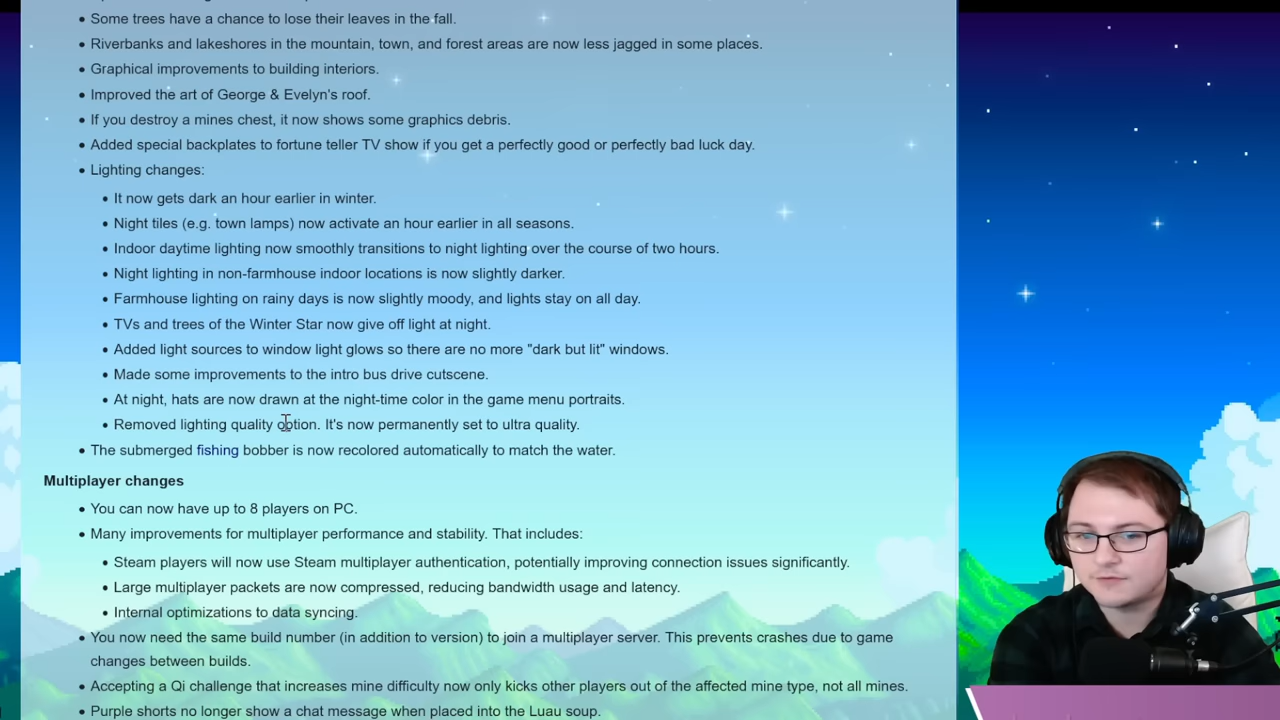 • Some trees have a chance to lose their leaves in the fall.
• Riverbanks and lakeshores in the mountain, town, and forest areas are now less jagged in some places.
• Graphical improvements to building interiors.
• Improved the art of George & Evelyn's roof.
• If you destroy a mines chest, it now shows some graphics debris.
• Added special backplates to fortune teller TV show if you get a perfectly good or perfectly bad luck day.
• Lighting changes:
• It now gets dark an hour earlier in winter.
• Night tiles (e.g. town lamps) now activate an hour earlier in all seasons.
• Indoor daytime lighting now smoothly transitions to night lighting over the course of two hours.
• Night lighting in non-farmhouse indoor locations is now slightly darker.
• Farmhouse lighting on rainy days is now slightly moody, and lights stay on all day.
• TVs and trees of the Winter Star now give off light at night.
• Added light sources to window light glows so there are no more "dark but lit" windows.
• Made some improvements to the intro bus drive cutscene.
• At night, hats are now drawn at the night-time color in the game menu portraits.
• Removed lighting quality option. It's now permanently set to ultra quality.
• The submerged fishing bobber is now recolored automatically to match the water.
Multiplayer changes
• You can now have up to 8 players on PC.
• Many improvements for multiplayer performance and stability. That includes:
• Steam players will now use Steam multiplayer authentication, potentially improving connection issues significantly.
• Large multiplayer packets are now compressed, reducing bandwidth usage and latency.
• Internal optimizations to data syncing.
• You now need the same build number (in addition to version) to join a multiplayer server. This prevents crashes due to game
changes between builds.
• Accepting a Qi challenge that increases mine difficulty now only kicks other players out of the affected mine type, not all mines.
• Purple shorts no longer show a chat message when placed into the Luau soup.